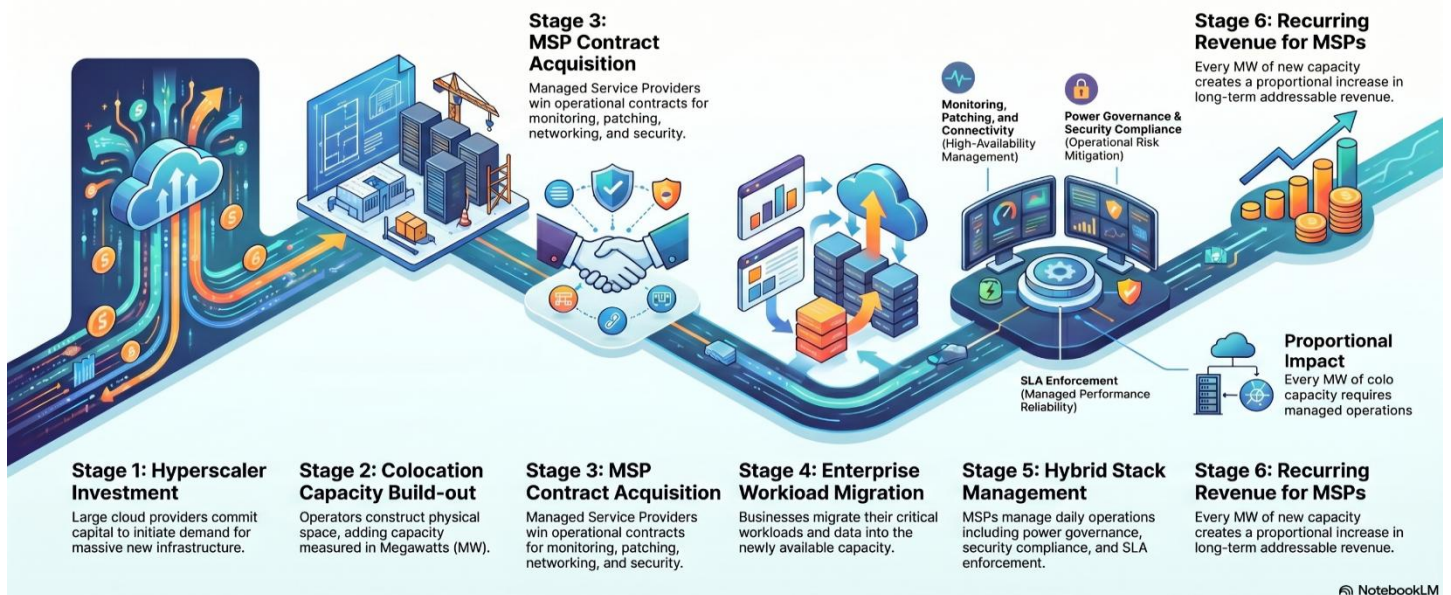 Stage 3:
MSP Contract
Acquisition
Managed Service Providers
win operational contracts for
monitoring, patching,
networking, and security.
Monitoring,
Patching, and
Connectivity
(High-Availability
Management)
Power Governance &
Security Compliance
(Operational Risk
Mitigation)
Stage 6: Recurring
Revenue for MSPs
Every MW of new capacity
creates a proportional increase in
long-term addressable revenue.
SLA Enforcement
(Managed Performance
Reliability)
Proportional
Impact
Every MW of colo
capacity requires
managed operations
Stage 1: Hyperscaler
Investment
Large cloud providers commit
capital to initiate demand for
massive new infrastructure.
Stage 2: Colocation
Capacity Build-out
Operators construct physical
space, adding capacity
measured in Megawatts (MW).
Stage 3: MSP
Contract Acquisition
Managed Service Providers
win operational contracts
for monitoring, patching,
networking, and security.
Stage 4: Enterprise
Workload Migration
Businesses migrate their critical
workloads and data into the
newly available capacity.
Stage 5: Hybrid Stack
Management
MSPs manage daily operations
including power governance,
security compliance, and SLA
enforcement.
Stage 6: Recurring
Revenue for MSPs
Every MW of new capacity
creates a proportional increase in
long-term addressable revenue.
NotebookLM